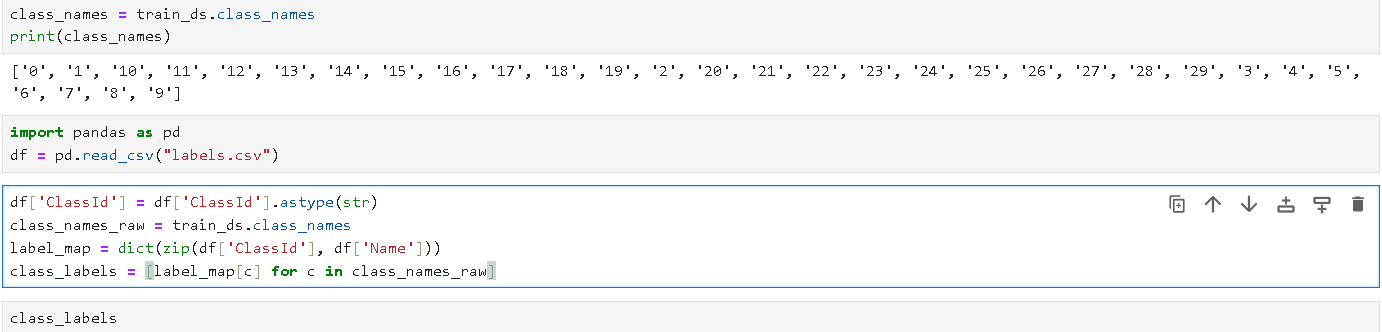 class_names = train_ds.class_names
print(class_names)
['0', '1', '10', '11', '12', '13', '14', '15', '16', '17', '18', '19', '2', '20', '21', '22', '23', '24', '25', '26', '27', '28', '29', '3', '4', '5',
'6', '7', '8', '9']
import pandas as pd
df = pd.read_csv("labels.csv")
df['ClassId'] = df['ClassId'].astype(str)
class_names_raw = train_ds.class_names
label_map = dict(zip(df['ClassId'], df['Name']))
class_labels = [label_map[c] for c in class_names_raw]
class_labels